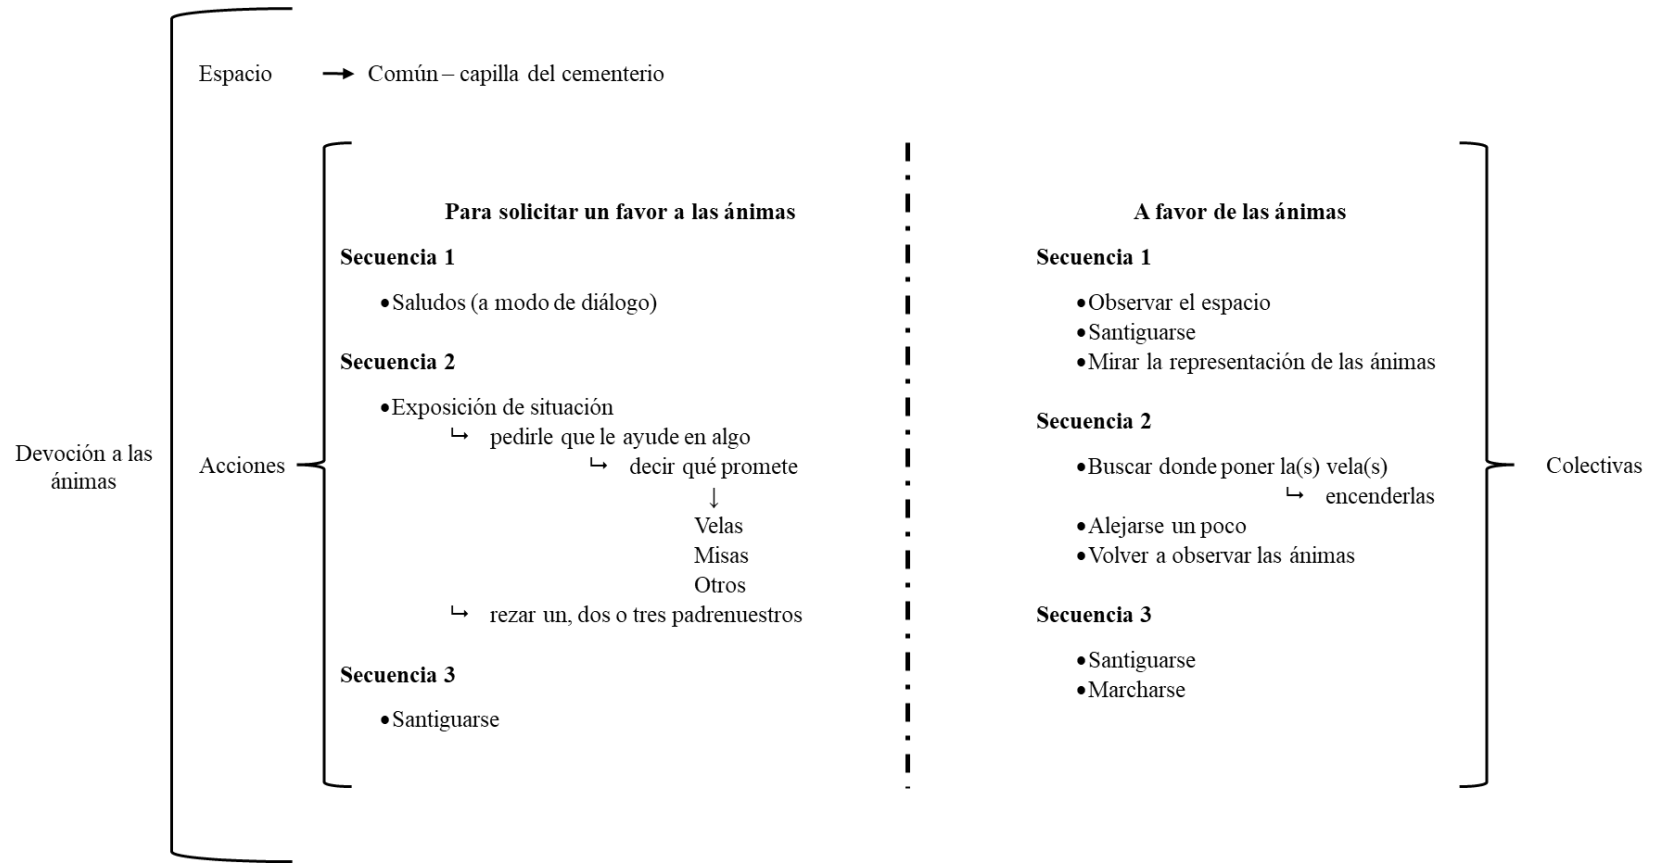 Espacio → Común – capilla del cementerio
Devoción a las
ánimas
Acciones
Para solicitar un favor a las ánimas
Secuencia 1
•Saludos (a modo de diálogo)
Secuencia 2
•Exposición de situación
↳ pedirle que le ayude en algo
↳ decir qué promete
↓
Velas
Misas
Otros
↳ rezar un, dos o tres padrenuestros
Secuencia 3
•Santiguarse
A favor de las ánimas
Secuencia 1
•Observar el espacio
•Santiguarse
•Mirar la representación de las ánimas
Secuencia 2
•Buscar donde poner la(s) vela(s)
↳ encenderlas
•Alejarse un poco
•Volver a observar las ánimas
Secuencia 3
•Santiguarse
•Marcharse
Colectivas